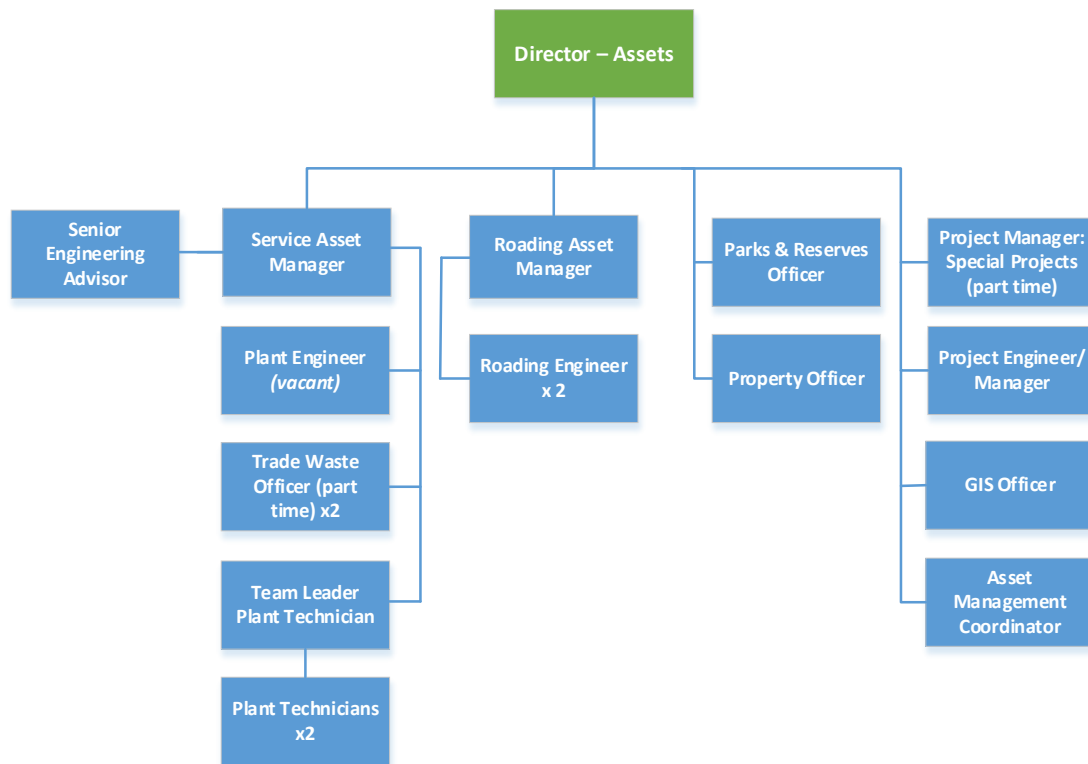 Director – Assets
Senior
Engineering
Advisor
Service Asset
Manager
Roading Asset
Manager
Parks & Reserves
Officer
Project Manager:
Special Projects
(part time)
Plant Engineer
(vacant)
Roading Engineer
x 2
Property Officer
Project Engineer/
Manager
Trade Waste
Officer (part
time) x2
GIS Officer
Team Leader
Plant Technician
Asset
Management
Coordinator
Plant Technicians
x2